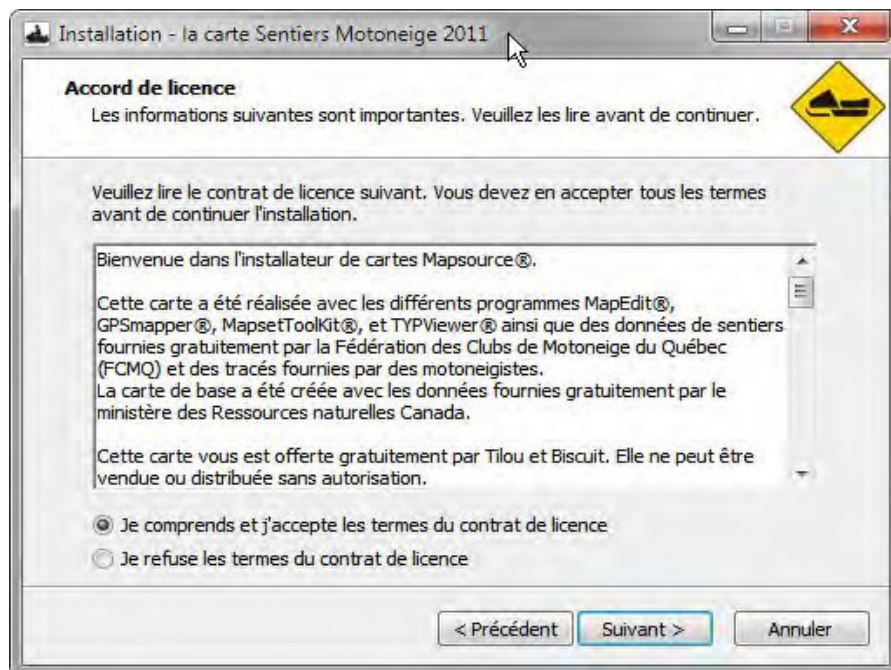 Installation - la carte Sentiers Motoneige 2011
Accord de licence
Les informations suivantes sont importantes. Veuillez les lire avant de continuer.
Veuillez lire le contrat de licence suivant. Vous devez en accepter tous les termes
avant de continuer l'installation.
Bienvenue dans l'installateur de cartes Mapsource®.
Cette carte a été réalisée avec les différents programmes MapEdit®,
GPSmapper®, MapsetToolKit®, et TYPViewer® ainsi que des données de sentiers
fournies gratuitement par la Fédération des Clubs de Motoneige du Québec
(FCMQ) et des tracés fournies par des motoneigistes.
La carte de base a été créée avec les données fournies gratuitement par le
ministère des Ressources naturelles Canada.
Cette carte vous est offerte gratuitement par Tilou et Biscuit. Elle ne peut être
vendue ou distribuée sans autorisation.
Je comprends et j'accepte les termes du contrat de licence
Je refuse les termes du contrat de licence
< Précédent
Suivant >
Annuler